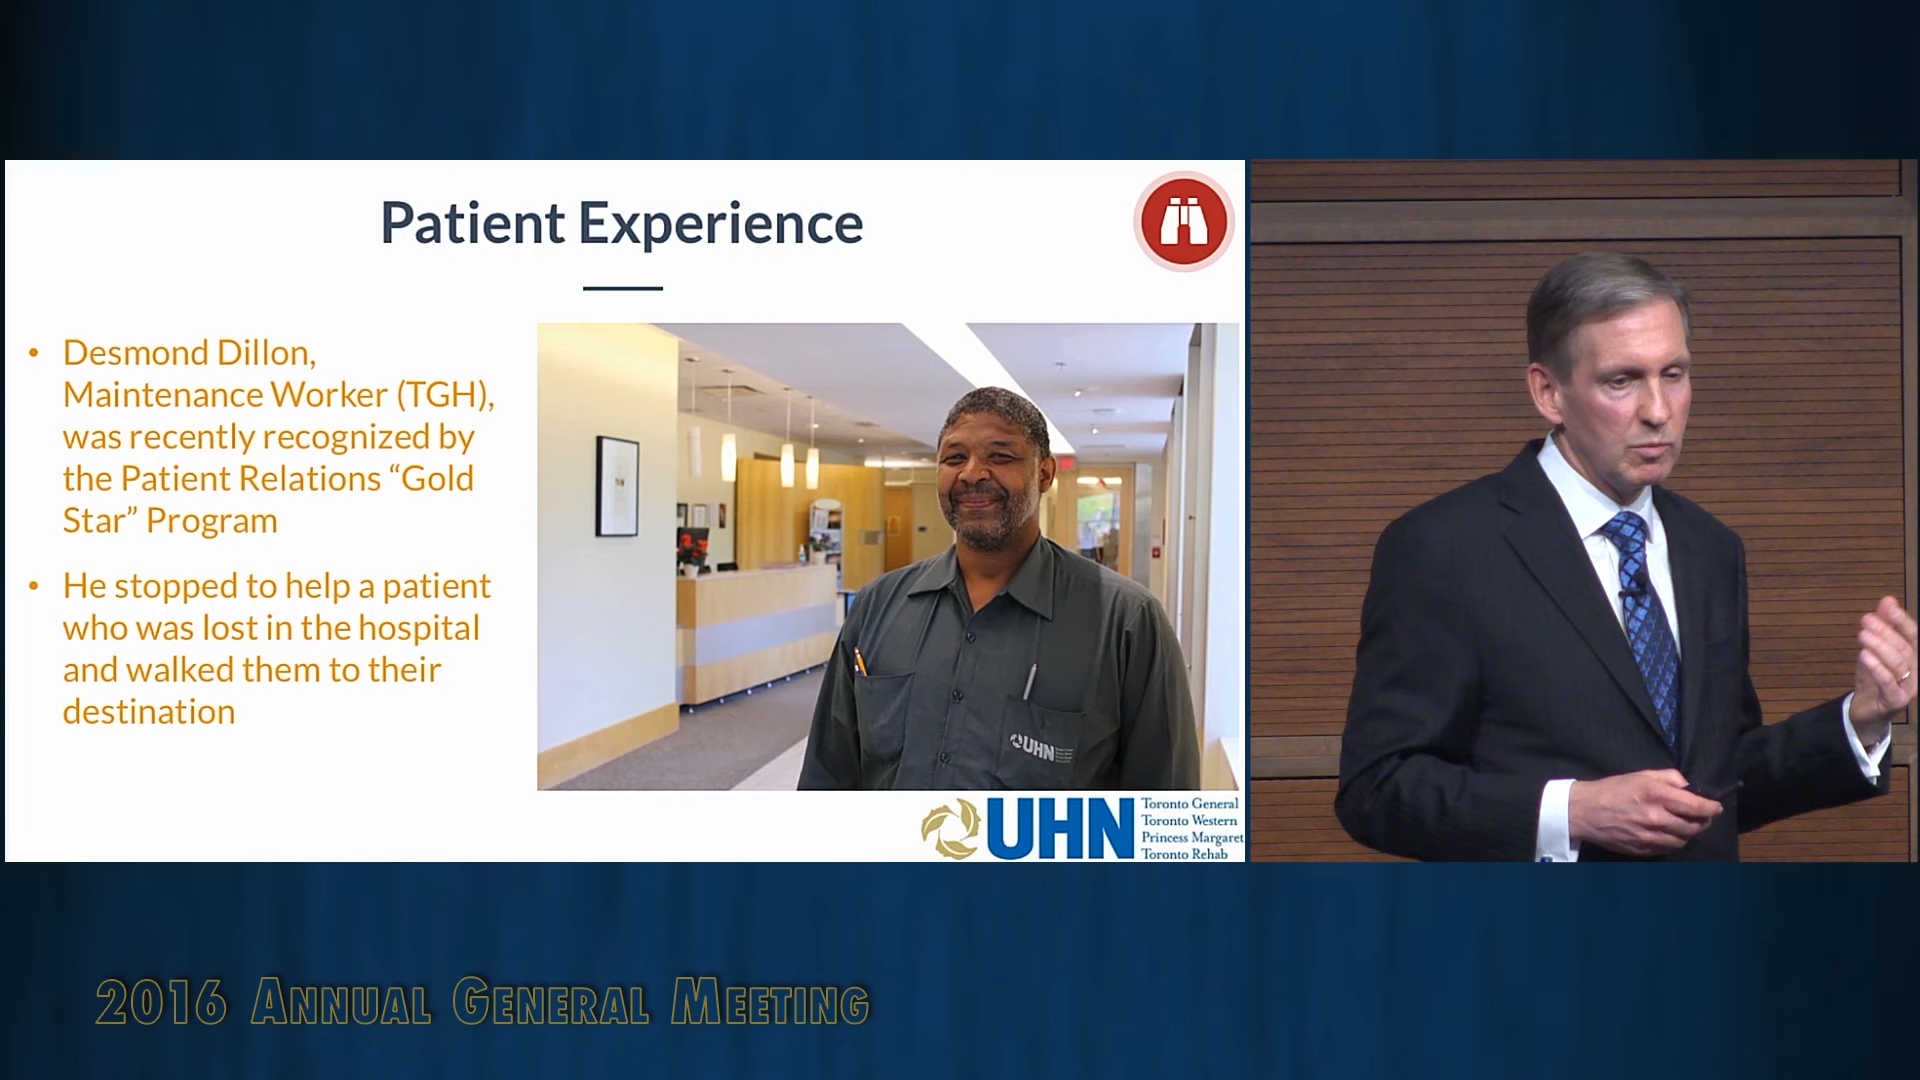 Patient Experience
• Desmond Dillon,
Maintenance Worker (TGH),
was recently recognized by
the Patient Relations “Gold
Star” Program
• He stopped to help a patient
who was lost in the hospital
and walked them to their
destination
UHN
UHN
Toronto General
Toronto Western
Princess Margaret
Toronto Rehab
2016 Annual General Meeting